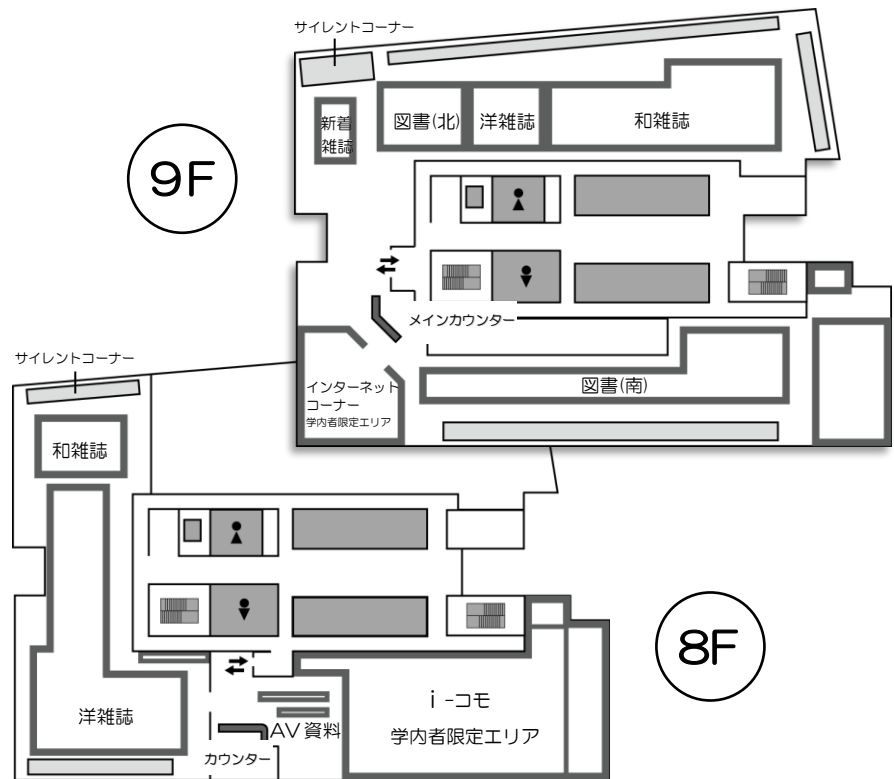 サイレントコーナー
新着
雑誌
図書(北)
洋雑誌
和雑誌
9F
メインカウンター
インターネット
コーナー
学内者限定エリア
図書(南)
サイレントコーナー
和雑誌
8F
洋雑誌
i-コモ
学内者限定エリア
AV資料
カウンター